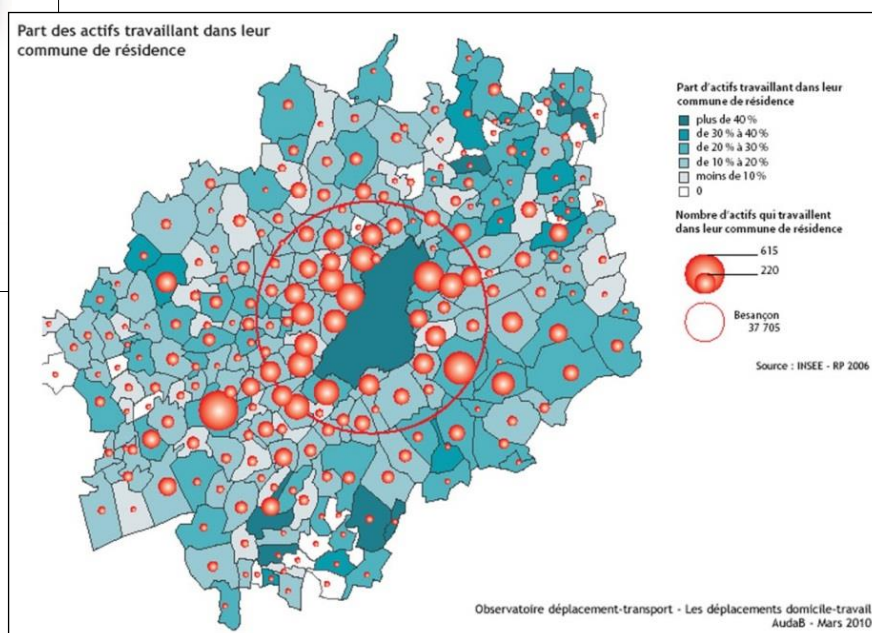 Part des actifs travaillant dans leur
commune de résidence
Part d'actifs travaillant dans leur
commune de résidence
plus de 40 %
de 30 % à 40 %
de 20 % à 30 %
de 10 % à 20 %
moins de 10 %
0
Nombre d'actifs qui travaillent
dans leur commune de résidence
615
220
Besançon
37 705
Source : INSEE - RP 2006
Observatoire déplacement-transport - Les déplacements domicile-travail
AudaB - Mars 2010